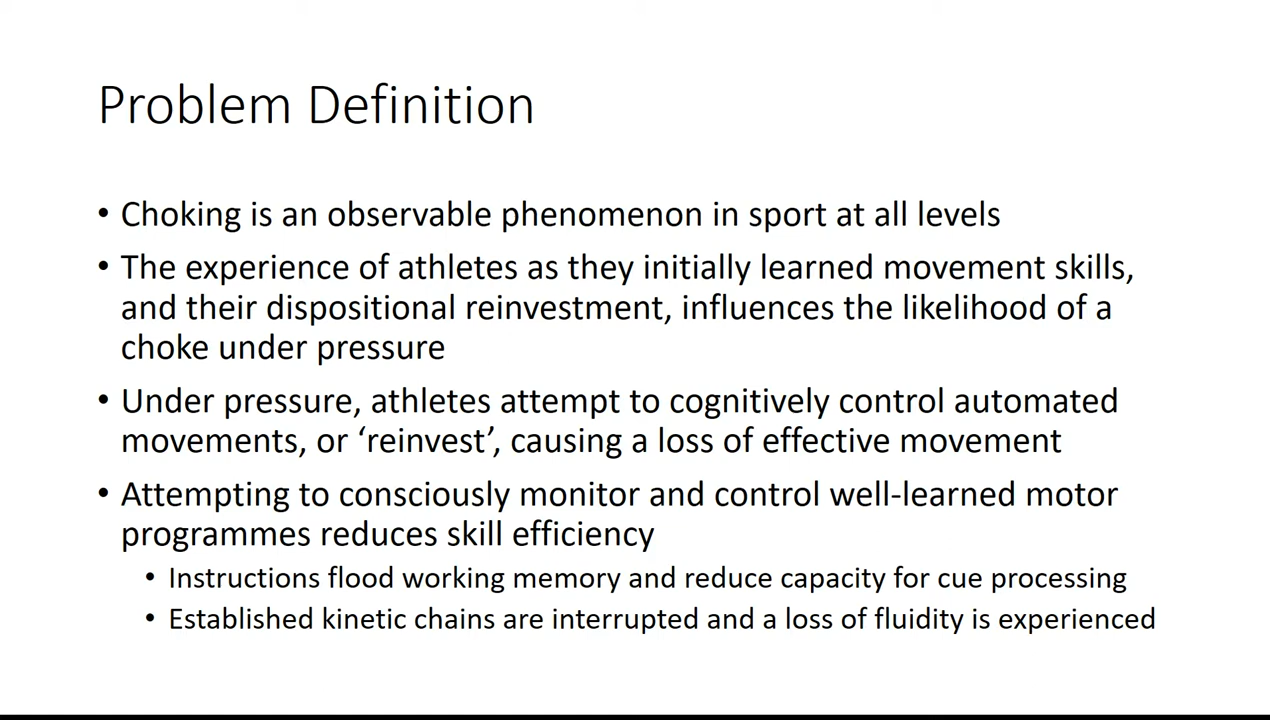 Problem Definition
• Choking is an observable phenomenon in sport at all levels
• The experience of athletes as they initially learned movement skills,
and their dispositional reinvestment, influences the likelihood of a
choke under pressure
• Under pressure, athletes attempt to cognitively control automated
movements, or ‘reinvest’, causing a loss of effective movement
• Attempting to consciously monitor and control well-learned motor
programmes reduces skill efficiency
• Instructions flood working memory and reduce capacity for cue processing
• Established kinetic chains are interrupted and a loss of fluidity is experienced